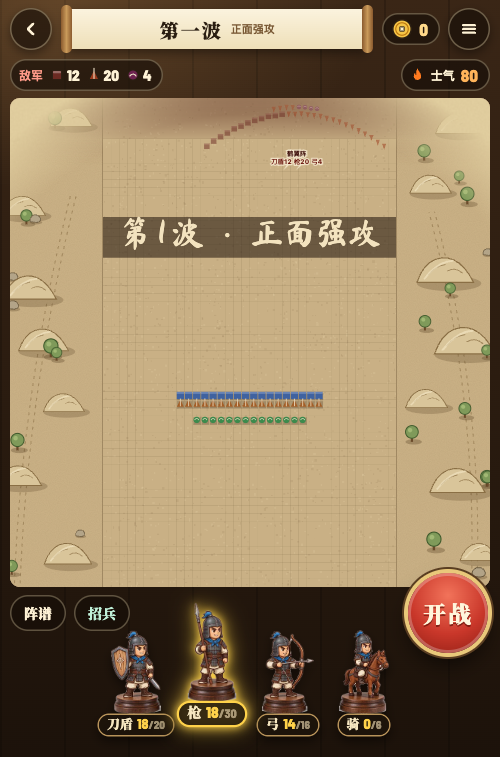 第一波 正面强攻
0
敌军 12 20 4
士气 80
鹤翼阵
刀盾12 枪20 弓4
第1波 · 正面强攻
阵谱
招兵
开战
刀盾 18/20
枪 18/30
弓 14/16
骑 0/6